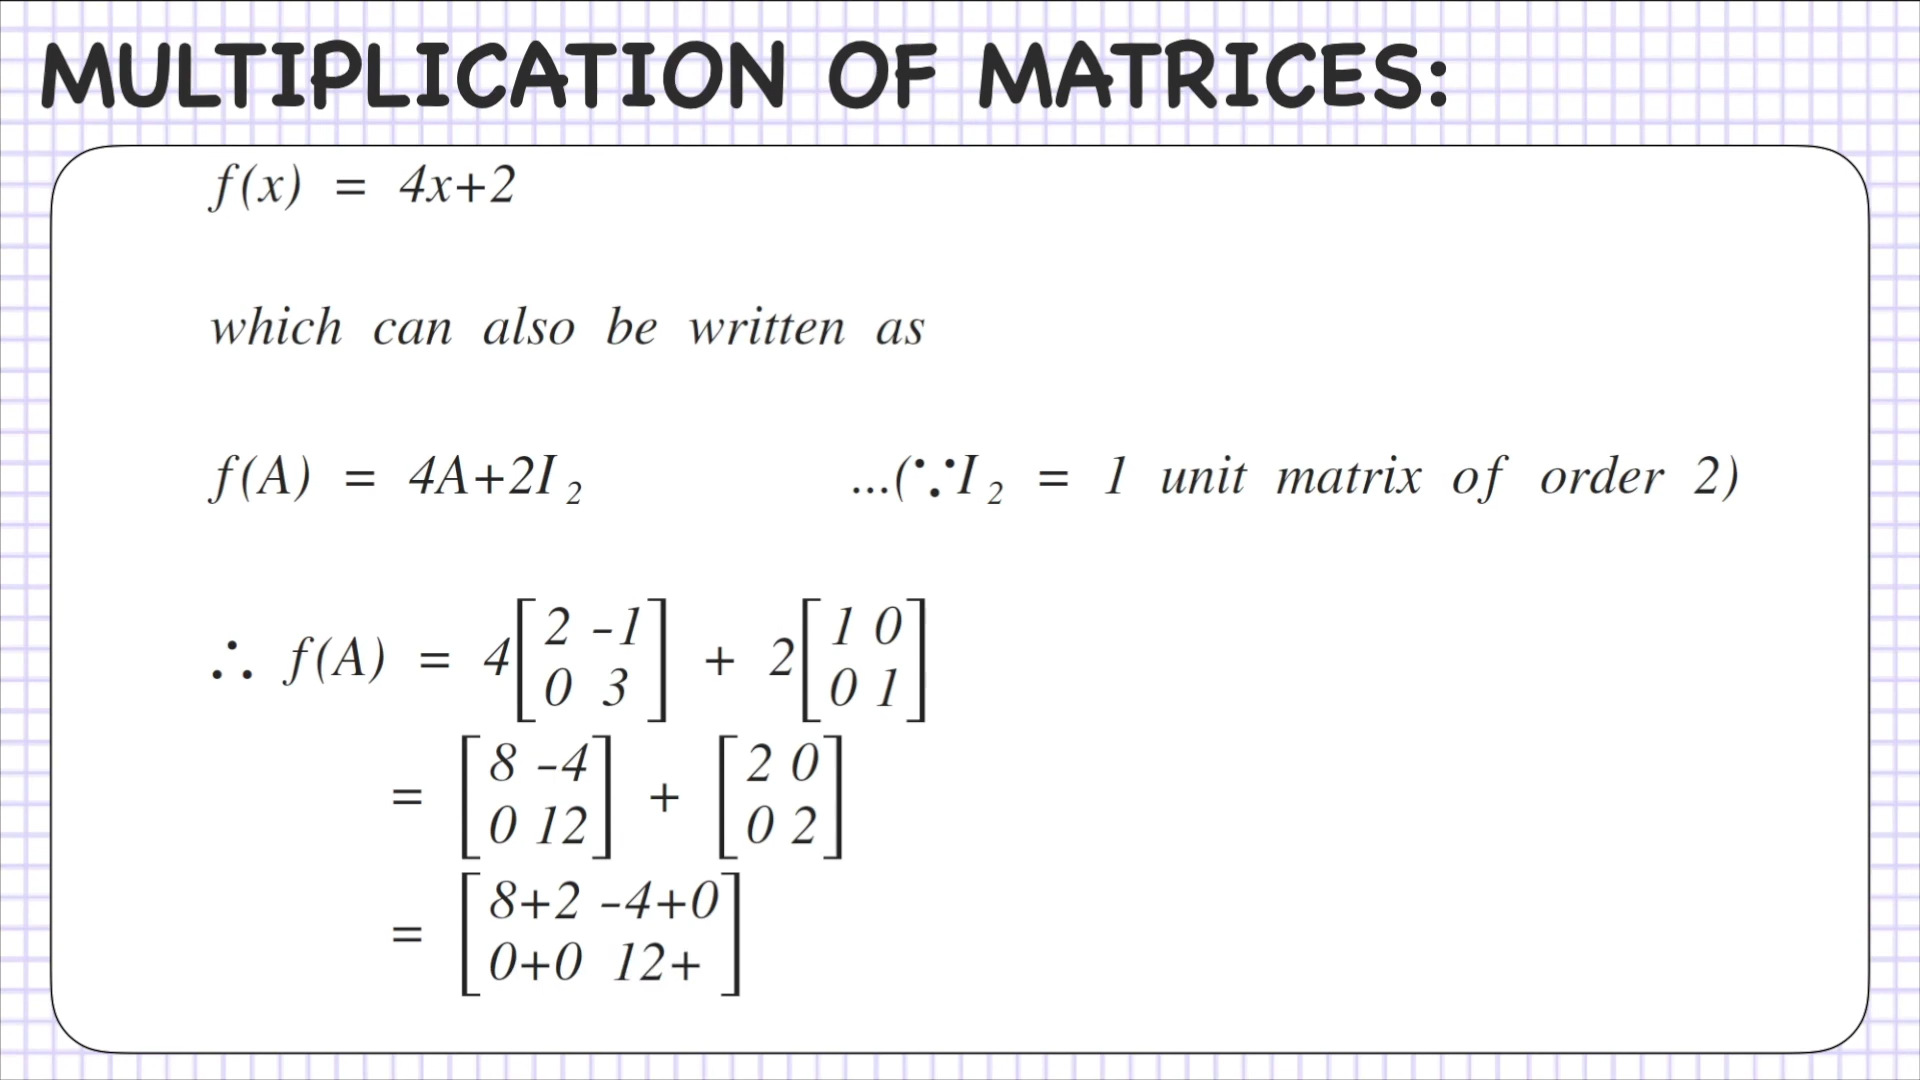 MULTIPLICATION OF MATRICES:
f(x) = 4x+2
which can also be written as
f(A) = 4A+2I₂ ...(∵I₂ = 1 unit matrix of order 2)
∴ f(A) = 4[2 -1; 0 3] + 2[1 0; 0 1]
= [8 -4; 0 12] + [2 0; 0 2]
= [8+2 -4+0; 0+0 12+]